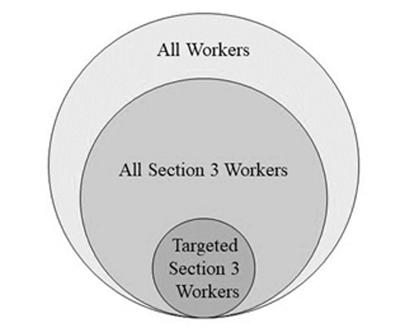 All Workers
All Section 3 Workers
Targeted
Section 3
Workers